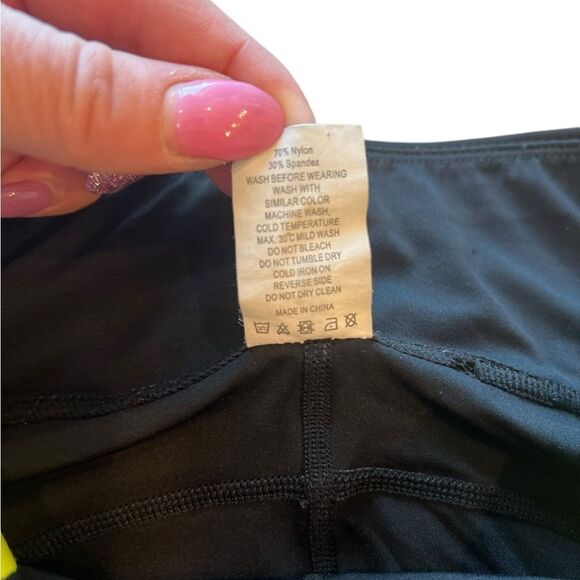 70% Nylon
30% Spandex
WASH BEFORE WEARING
WASH WITH
SIMILAR COLOR
MACHINE WASH,
COLD TEMPERATURE
MAX. 30℃ MILD WASH
DO NOT BLEACH
DO NOT TUMBLE DRY
COLD IRON ON
REVERSE SIDE
DO NOT DRY CLEAN
MADE IN CHINA